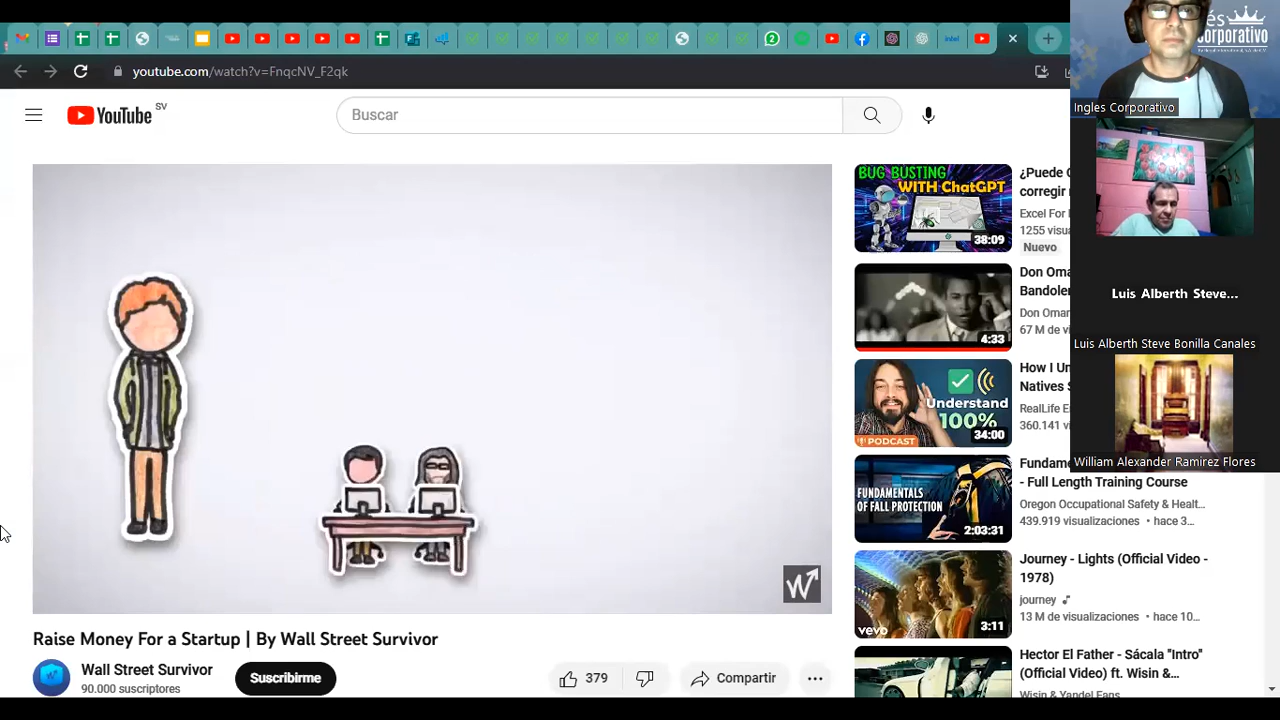 youtube.com/watch?v=FnqcNV_F2qk
YouTube SV
Buscar
Raise Money For a Startup | By Wall Street Survivor
Wall Street Survivor
90.000 suscriptores
Suscribirme
379
Compartir
BUG BUSTING
WITH ChatGPT
38:09
¿Puede
corregir
Excel For
1255
Nuevo
Don Omar
Bandoler
Don Omar
67 M de
4:33
How I
Natives
RealLife
360.141
Understand
100%
PODCAST
34:00
Fundame
- Full Length Training Course
Oregon Occupational Safety & Healt...
439.919 visualizaciones • hace 3...
FUNDAMENTALS
OF FALL PROTECTION
2:03:31
Journey - Lights (Official Video -
1978)
journey
13 M de visualizaciones • hace 10...
vevo
3:11
Hector El Father - Sácala "Intro"
(Official Video) ft. Wisin &...
Wisin & Yandel Fans
Corporativo
Ingles Corporativo
Luis Alberth Steve...
Luis Alberth Steve Bonilla Canales
William Alexander Ramirez Flores